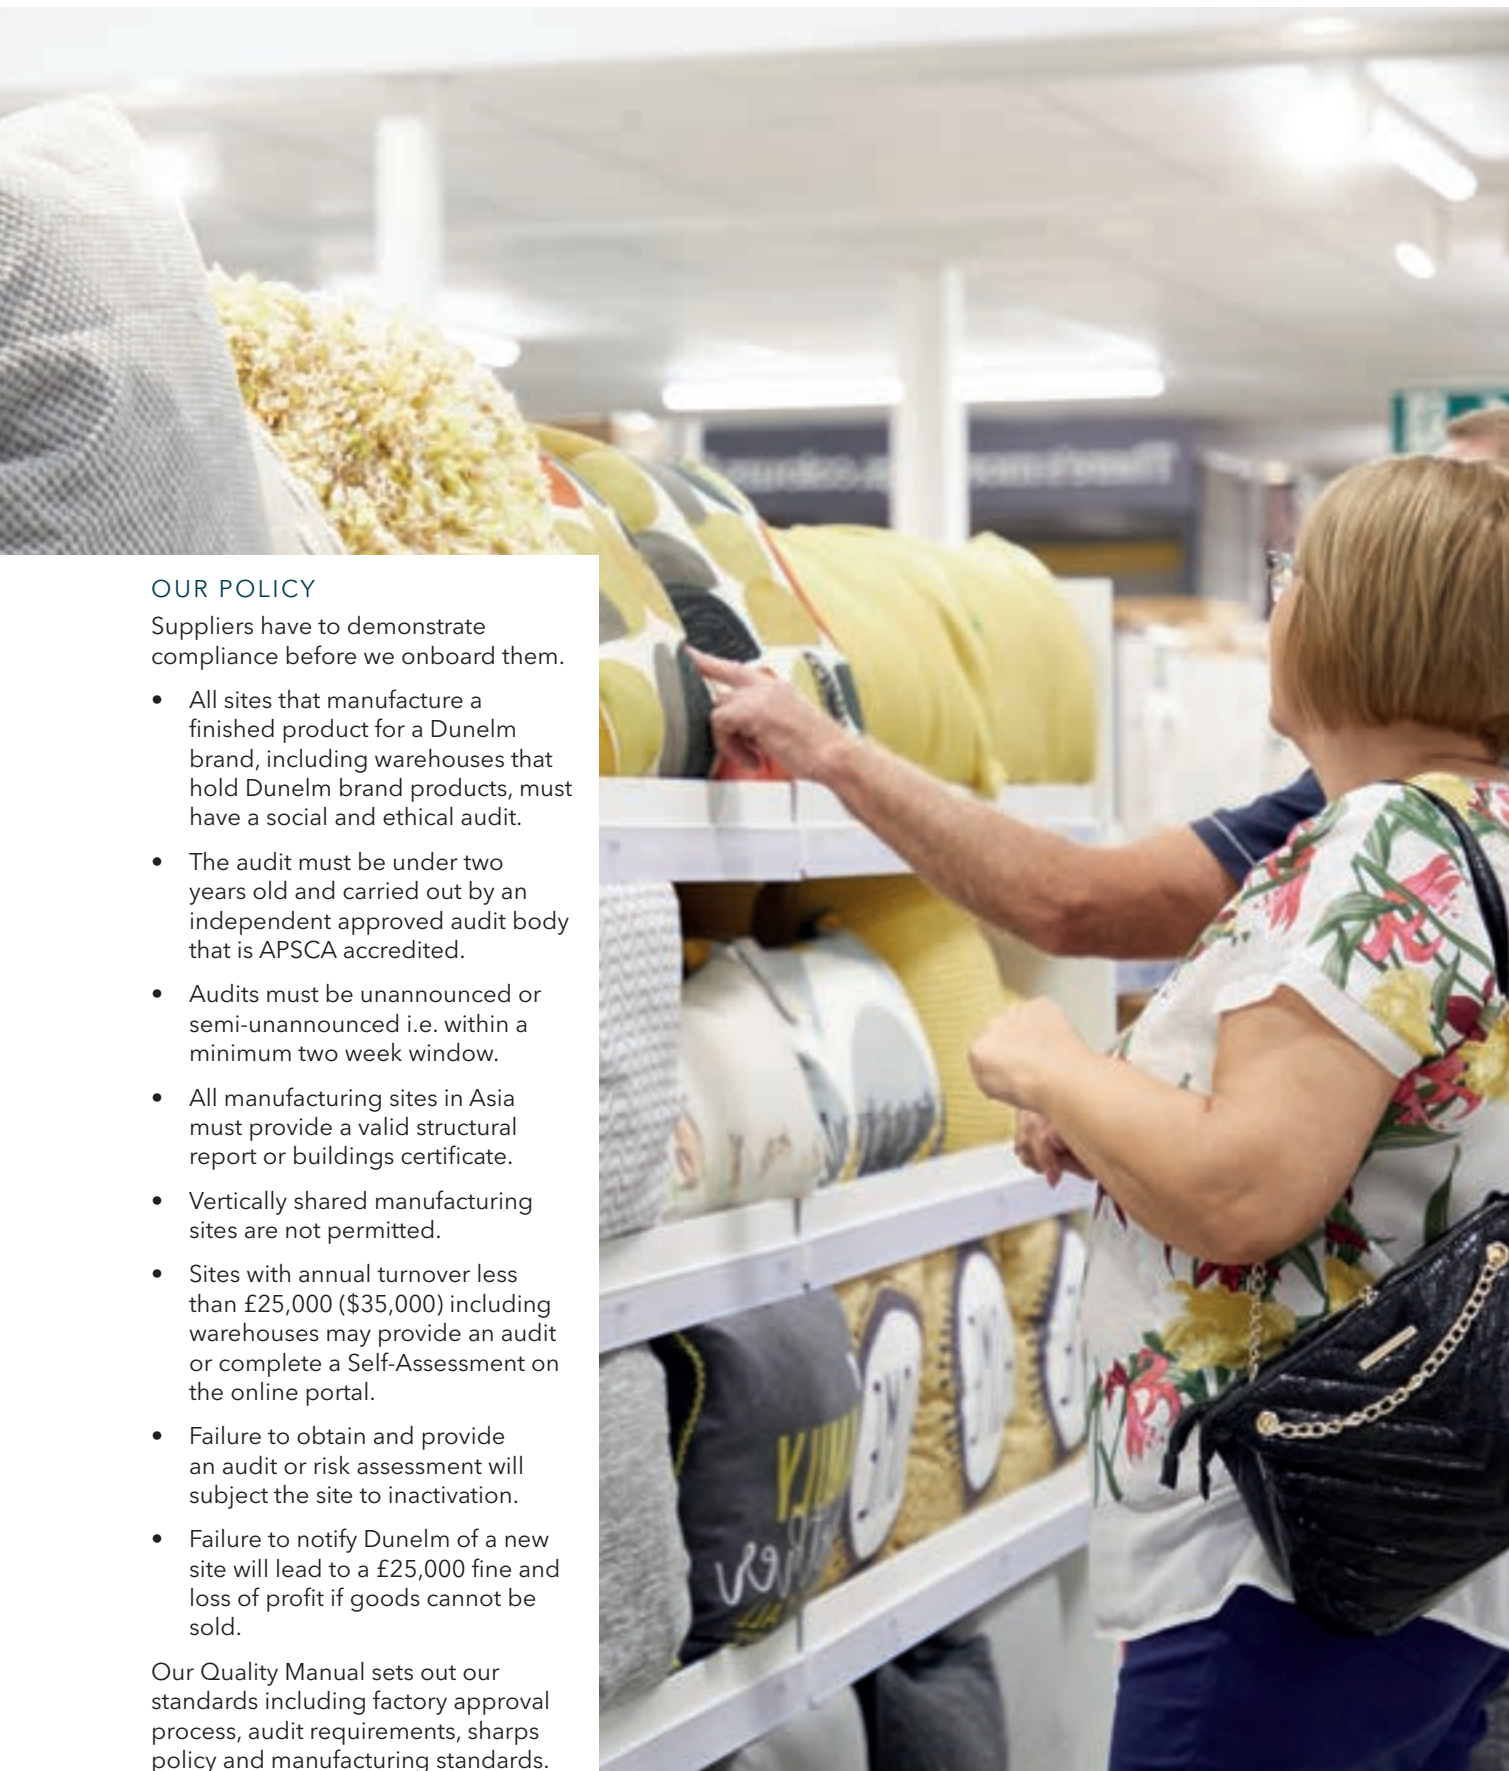 OUR POLICY
Suppliers have to demonstrate
compliance before we onboard them.
• All sites that manufacture a
finished product for a Dunelm
brand, including warehouses that
hold Dunelm brand products, must
have a social and ethical audit.
• The audit must be under two
years old and carried out by an
independent approved audit body
that is APSCA accredited.
• Audits must be unannounced or
semi-unannounced i.e. within a
minimum two week window.
• All manufacturing sites in Asia
must provide a valid structural
report or buildings certificate.
• Vertically shared manufacturing
sites are not permitted.
• Sites with annual turnover less
than £25,000 ($35,000) including
warehouses may provide an audit
or complete a Self-Assessment on
the online portal.
• Failure to obtain and provide
an audit or risk assessment will
subject the site to inactivation.
• Failure to notify Dunelm of a new
site will lead to a £25,000 fine and
loss of profit if goods cannot be
sold.
Our Quality Manual sets out our
standards including factory approval
process, audit requirements, sharps
policy and manufacturing standards.